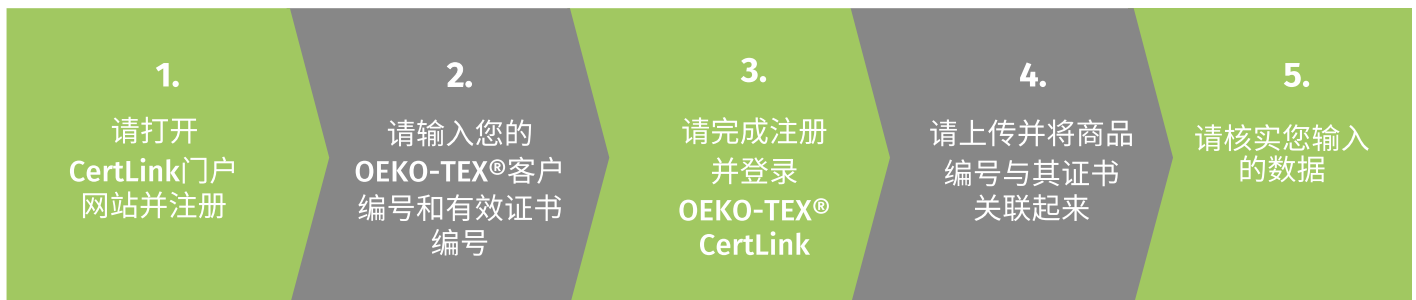 1.
请打开
CertLink门户
网站并注册
2.
请输入您的
OEKO-TEX®客户
编号和有效证书
编号
3.
请完成注册
并登录
OEKO-TEX®
CertLink
4.
请上传并将商品
编号与其证书
关联起来
5.
请核实您输入
的数据